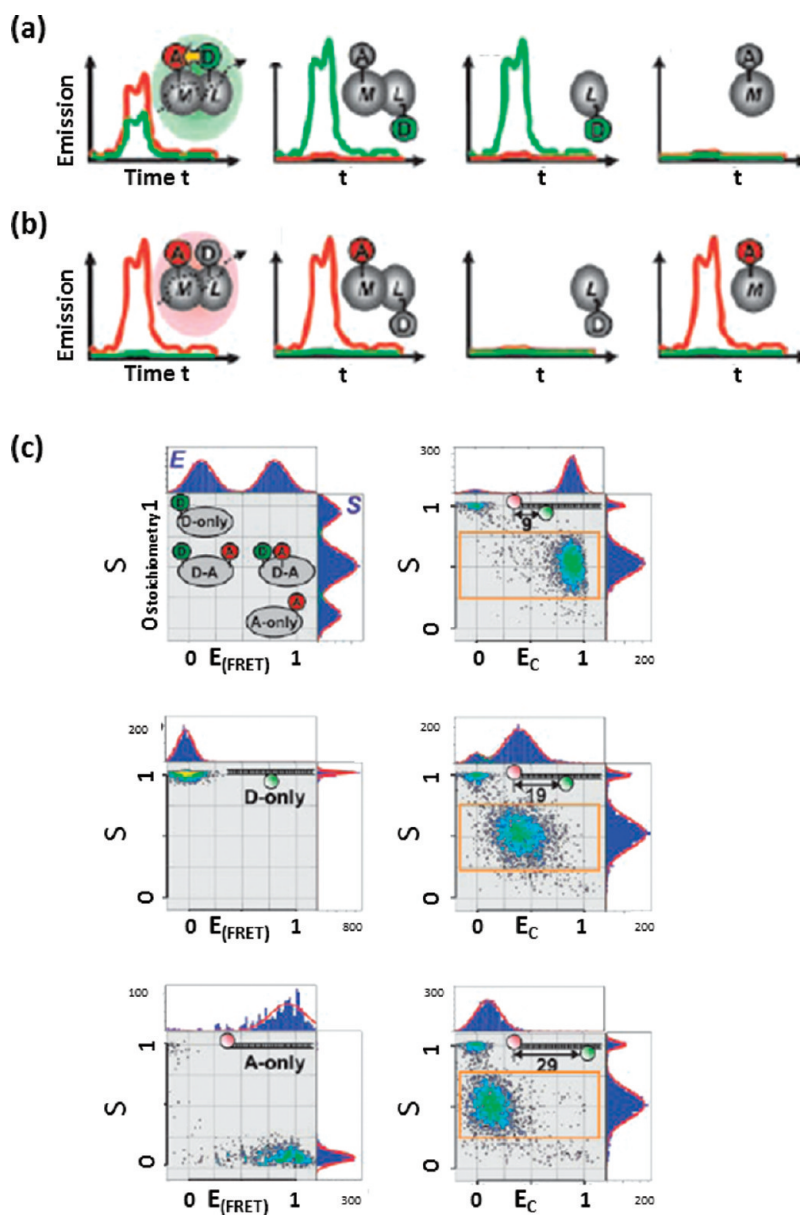 (a)
Emission
A D
M L
Time t
A
M L
D
t
L
D
t
A
M
t
(b)
Emission
A D
M L
Time t
A
M L
D
t
L
D
t
A
M
t
(c)
E
S
D
D-only
D A D A
D-A D-A
A
A-only
S
0 Stoichiometry 1
0 E(FRET) 1
300
9
S
1
0
0 EC 1
200
200
D-only
S
1
0
0 E(FRET) 1
800
200
19
S
1
0
0 EC 1
200
100
A-only
S
1
0
0 E(FRET) 1
300
300
29
S
1
0
0 EC 1
200